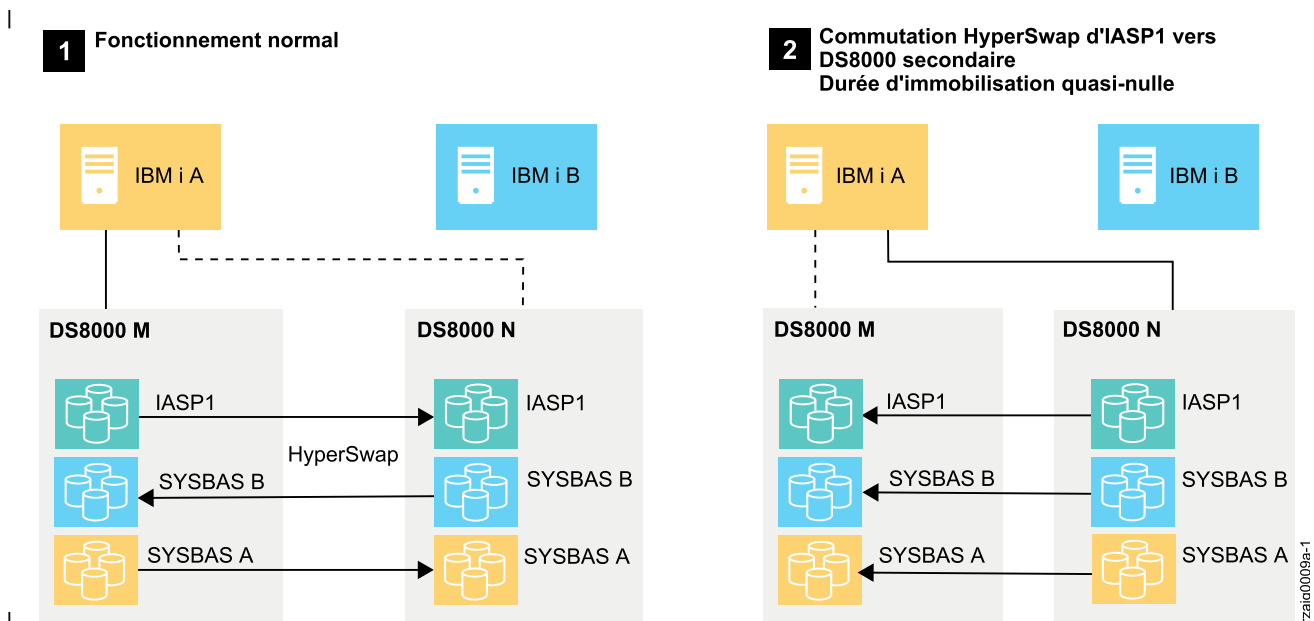 1
Fonctionnement normal
IBM i A
IBM i B
DS8000 M
DS8000 N
IASP1
IASP1
HyperSwap
SYSBAS B
SYSBAS B
SYSBAS A
SYSBAS A
2
Commutation HyperSwap d'IASP1 vers
DS8000 secondaire
Durée d'immobilisation quasi-nulle
IBM i A
IBM i B
DS8000 M
DS8000 N
IASP1
IASP1
SYSBAS B
SYSBAS B
SYSBAS A
SYSBAS A
rzaig009a-1